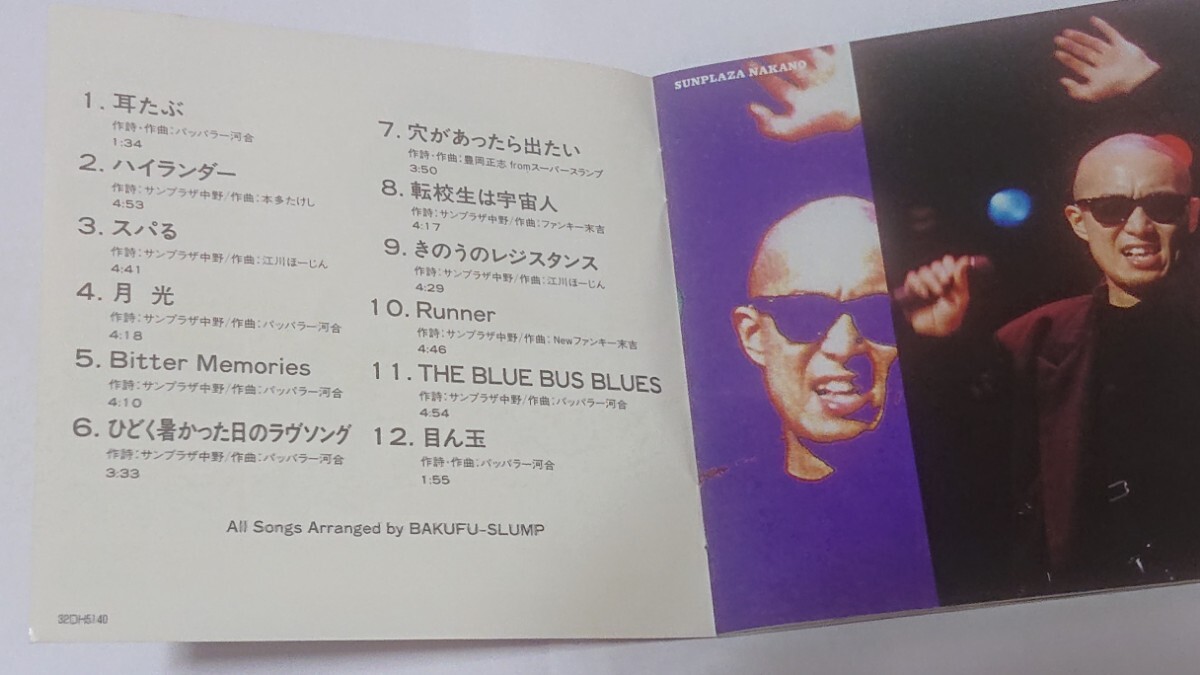 1. 耳たぶ
作詩・作曲:パッパラー河合
1:34
2. ハイランダー
作詩:サンプラザ中野/作曲:本多たけし
4:53
3. スパる
作詩:サンプラザ中野/作曲:江川ほーじん
4:41
4. 月 光
作詩:サンプラザ中野/作曲:パッパラー河合
4:18
5. Bitter Memories
作詩:サンプラザ中野/作曲:パッパラー河合
4:10
6. ひどく暑かった日のラヴソング
作詩:サンプラザ中野/作曲:パッパラー河合
3:33
7. 穴があったら出たい
作詩・作曲:豊岡正志 fromスーパースランプ
3:50
8. 転校生は宇宙人
作詩:サンプラザ中野/作曲:ファンキー末吉
4:17
9. きのうのレジスタンス
作詩:サンプラザ中野/作曲:江川ほーじん
4:29
10. Runner
作詩:サンプラザ中野/作曲:Newファンキー末吉
4:46
11. THE BLUE BUS BLUES
作詩:サンプラザ中野/作曲:パッパラー河合
4:54
12. 目ん玉
作詩・作曲:パッパラー河合
1:55
All Songs Arranged by BAKUFU-SLUMP
32DH5140
SUNPLAZA NAKANO